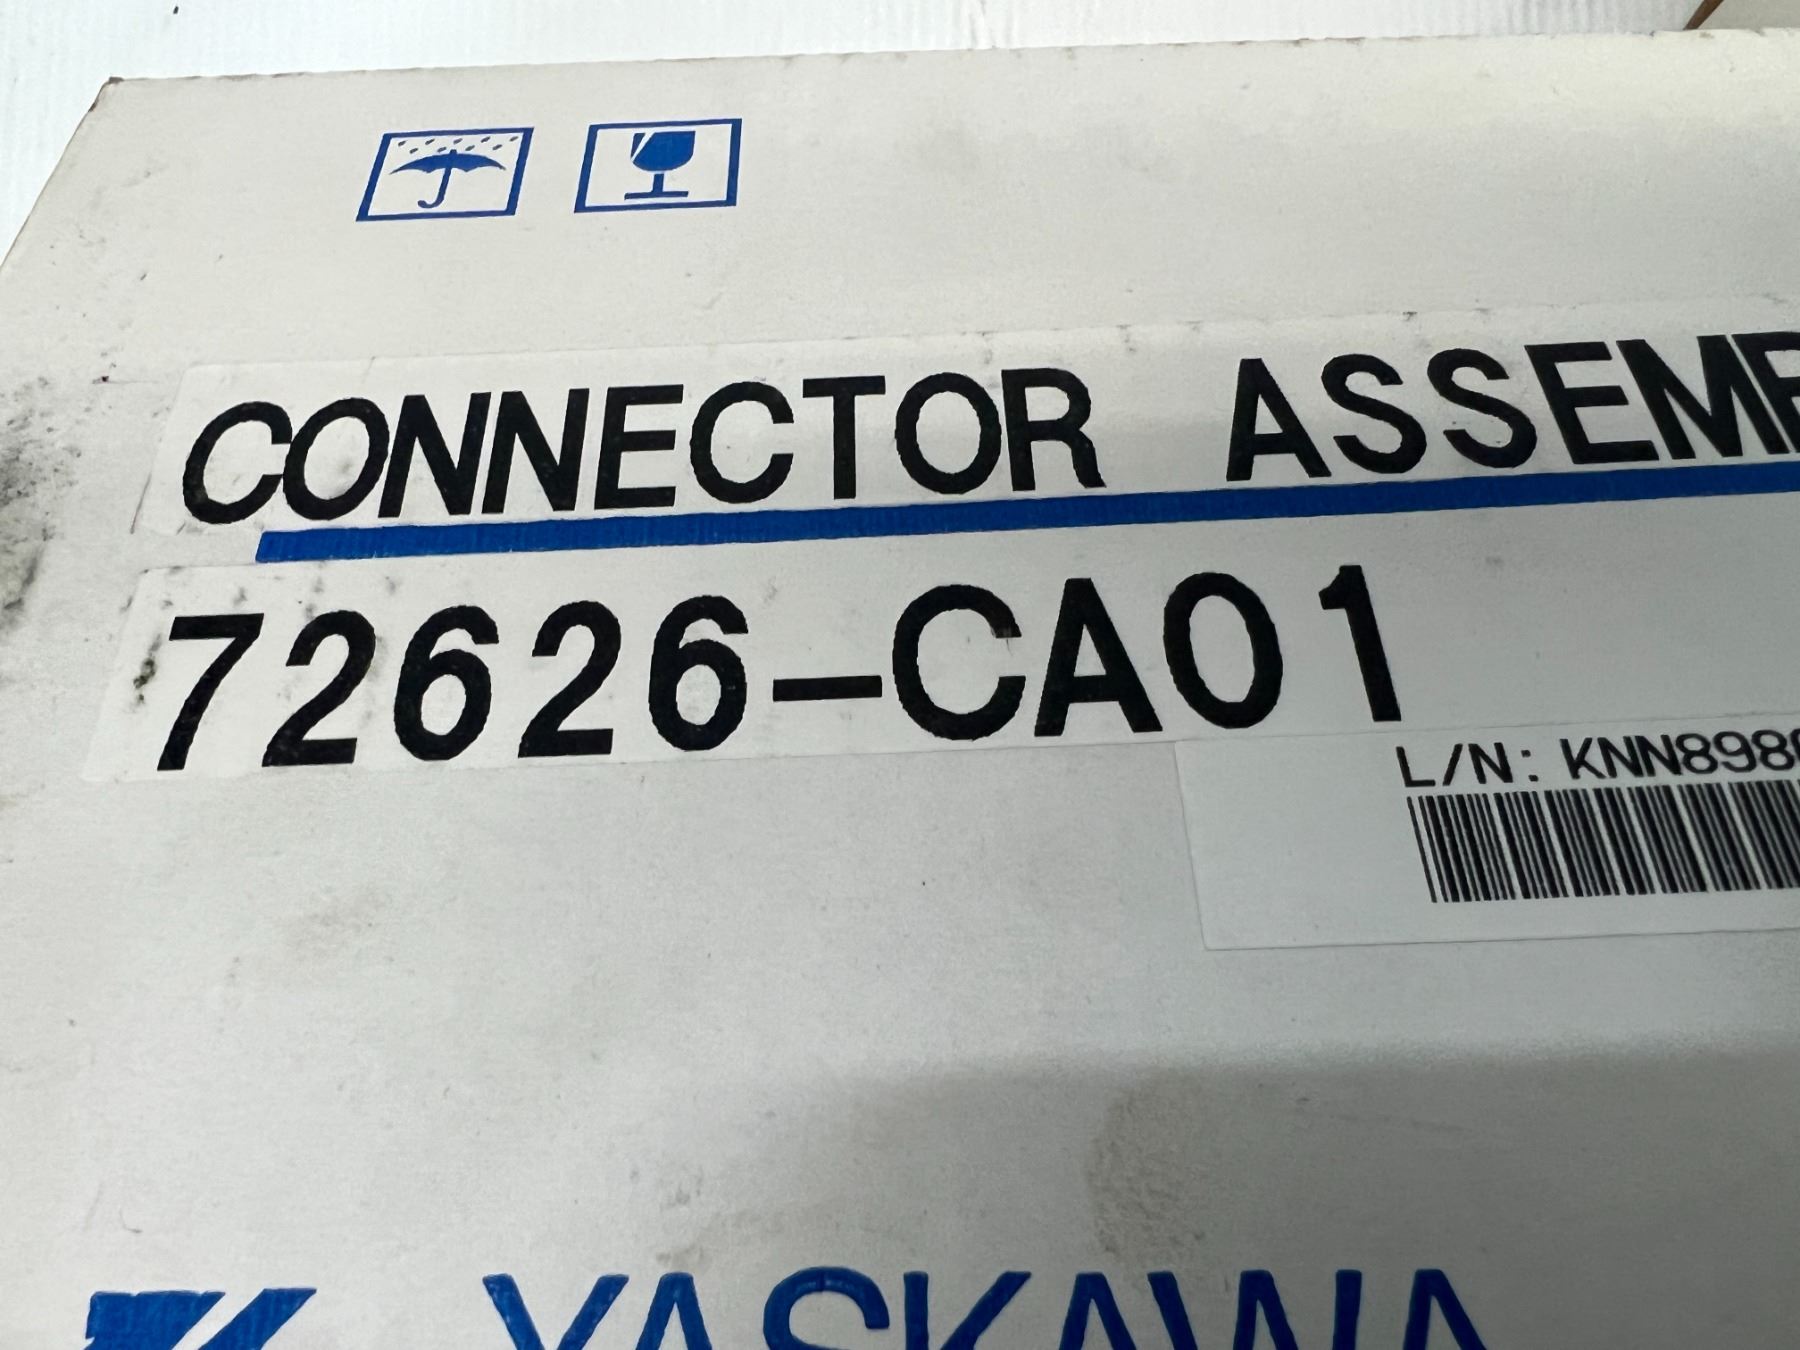 CONNECTOR ASSEMB
72626-CA01
L/N: KNN898
YASKAWA